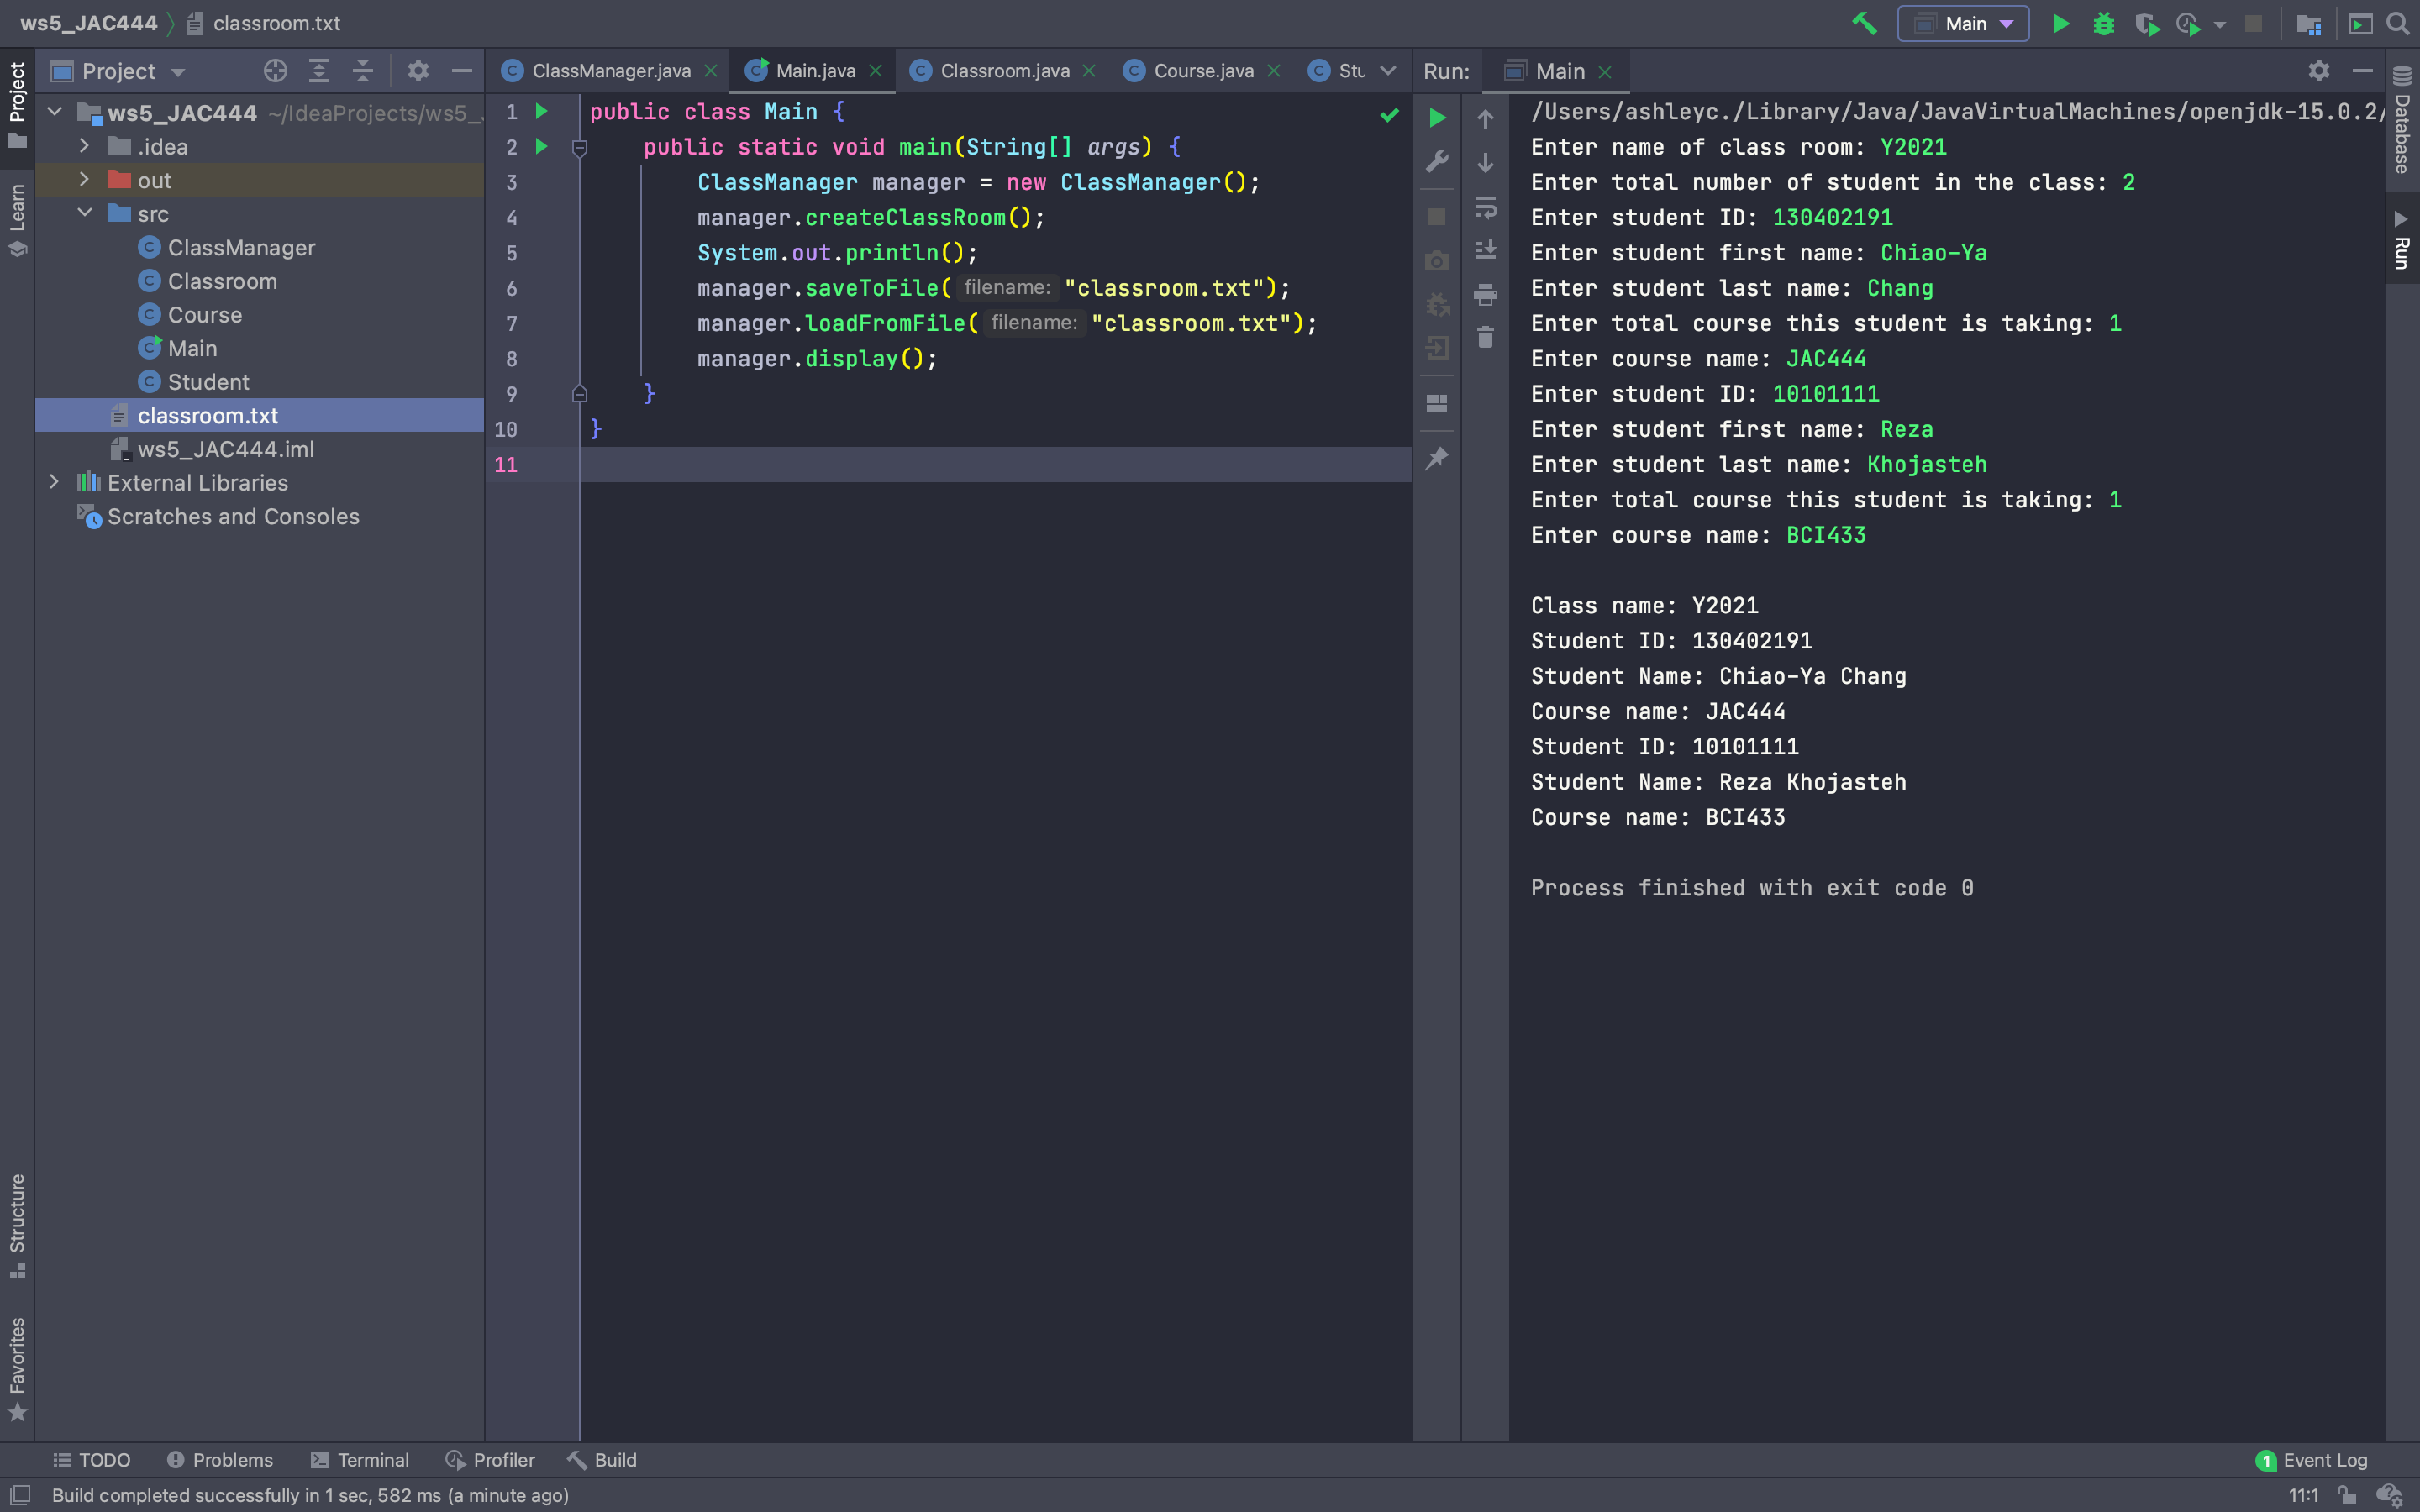 ws5_JAC444 classroom.txt
Main
Project
ws5_JAC444 ~/IdeaProjects/ws5_
.idea
out
src
ClassManager
Classroom
Course
Main
Student
classroom.txt
ws5_JAC444.iml
External Libraries
Scratches and Consoles
Project
Learn
Structure
Favorites
ClassManager.java Main.java Classroom.java Course.java Stu
1 public class Main {
2 public static void main(String[] args) {
3 ClassManager manager = new ClassManager();
4 manager.createClassRoom();
5 System.out.println();
6 manager.saveToFile( filename: "classroom.txt");
7 manager.loadFromFile( filename: "classroom.txt");
8 manager.display();
9 }
10 }
11
Run: Main
/Users/ashleyc./Library/Java/JavaVirtualMachines/openjdk-15.0.2/
Enter name of class room: Y2021
Enter total number of student in the class: 2
Enter student ID: 130402191
Enter student first name: Chiao-Ya
Enter student last name: Chang
Enter total course this student is taking: 1
Enter course name: JAC444
Enter student ID: 10101111
Enter student first name: Reza
Enter student last name: Khojasteh
Enter total course this student is taking: 1
Enter course name: BCI433
Class name: Y2021
Student ID: 130402191
Student Name: Chiao-Ya Chang
Course name: JAC444
Student ID: 10101111
Student Name: Reza Khojasteh
Course name: BCI433
Process finished with exit code 0
Database
Run
TODO Problems Terminal Profiler Build
1 Event Log
Build completed successfully in 1 sec, 582 ms (a minute ago)
11:1